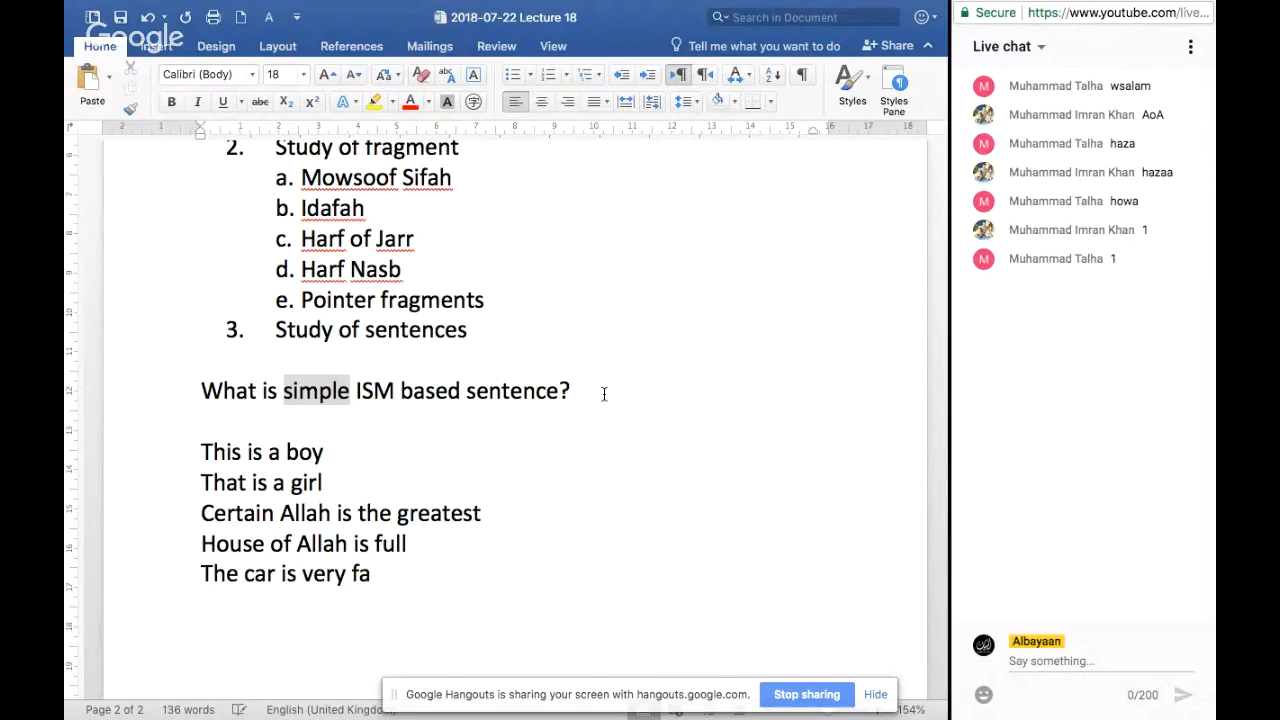 2018-07-22 Lecture 18
Search in Document
Google
Home Insert Design Layout References Mailings Review View
Tell me what you want to do
Share
Paste
Calibri (Body)
18
Styles
Styles Pane
2. Study of fragment
a. Mowsoof Sifah
b. Idafah
c. Harf of Jarr
d. Harf Nasb
e. Pointer fragments
3. Study of sentences
What is simple ISM based sentence?
This is a boy
That is a girl
Certain Allah is the greatest
House of Allah is full
The car is very fa
Google Hangouts is sharing your screen with hangouts.google.com.
Stop sharing
Hide
Page 2 of 2
136 words
English (United Kingdom)
154%
Secure
https://www.youtube.com/live...
Live chat
Muhammad Talha wsalam
Muhammad Imran Khan AoA
Muhammad Talha haza
Muhammad Imran Khan hazaa
Muhammad Talha howa
Muhammad Imran Khan 1
Muhammad Talha 1
Albayaan
Say something...
0/200